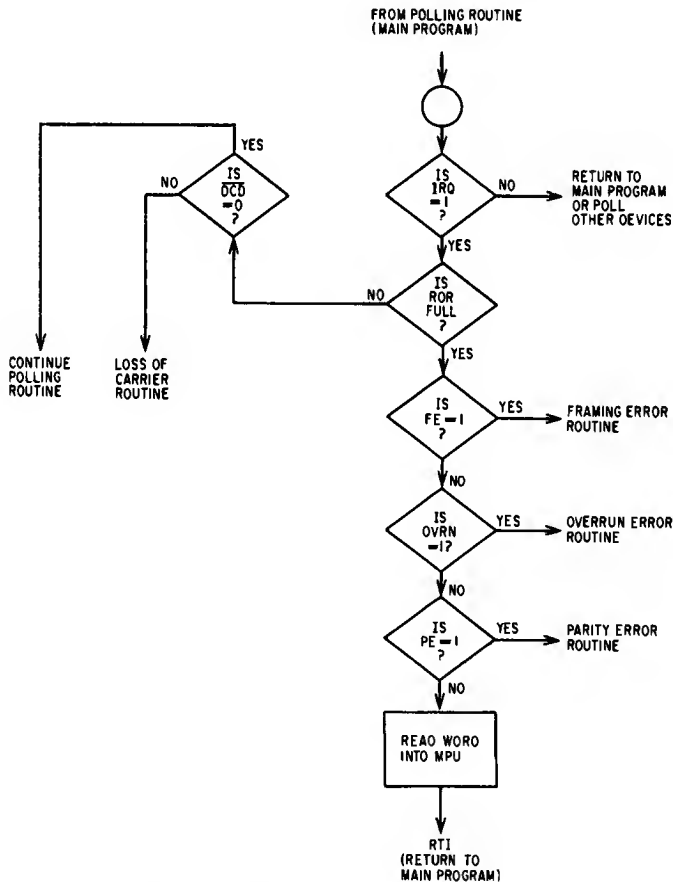 FROM POLLING ROUTINE
(MAIN PROGRAM)
IS
IRQ
=1
?
NO
RETURN TO
MAIN PROGRAM
OR POLL
OTHER OEVICES
YES
IS
ROR
FULL
?
NO
YES
IS
D̅C̅D̅
=0
?
YES
NO
CONTINUE
POLLING
ROUTINE
LOSS OF
CARRIER
ROUTINE
IS
FE=1
?
YES
FRAMING ERROR
ROUTINE
NO
IS
OVRN
=1?
YES
OVERRUN ERROR
ROUTINE
NO
IS
PE=1
?
YES
PARITY ERROR
ROUTINE
NO
REAO WORO
INTO MPU
RTI
(RETURN TO
MAIN PROGRAM)